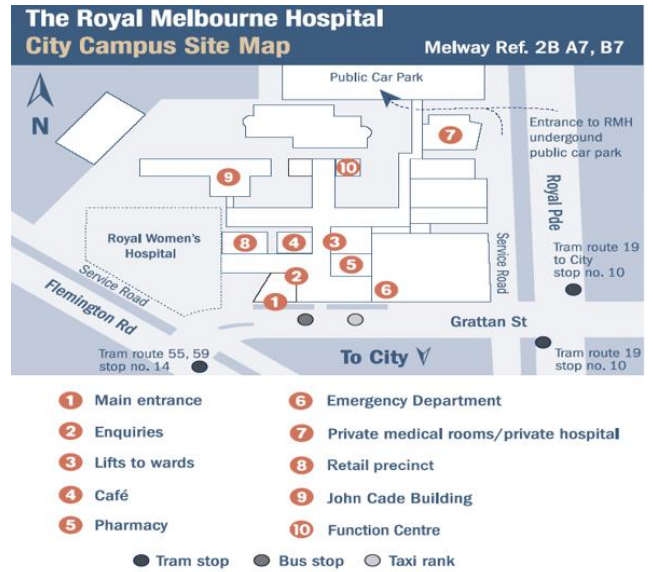 The Royal Melbourne Hospital
City Campus Site Map
Melway Ref. 2B A7, B7
Public Car Park
N
7
Entrance to RMH
undergound
public car park
10
9
Royal Pde
Royal Women's
Hospital
8
4
3
5
Service Road
Tram route 19
to City
stop no. 10
Service Road
2
6
1
Flemington Rd
Grattan St
Tram route 55, 59
stop no. 14
To City
Tram route 19
stop no. 10
1 Main entrance
2 Enquiries
3 Lifts to wards
4 Café
5 Pharmacy
6 Emergency Department
7 Private medical rooms/private hospital
8 Retail precinct
9 John Cade Building
10 Function Centre
Tram stop Bus stop Taxi rank